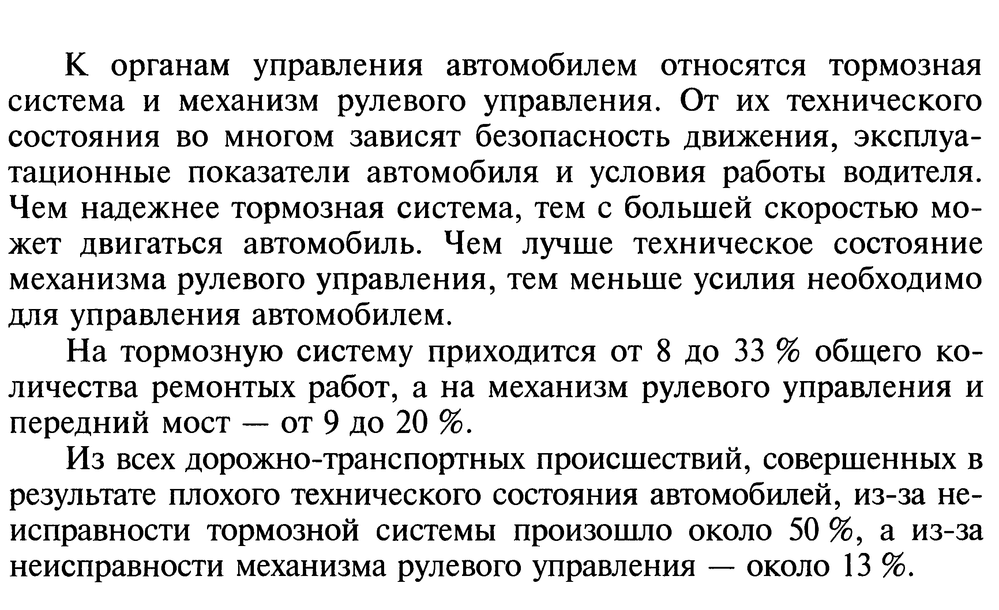 К органам управления автомобилем относятся тормозная
система и механизм рулевого управления. От их технического
состояния во многом зависят безопасность движения, эксплуа-
тационные показатели автомобиля и условия работы водителя.
Чем надежнее тормозная система, тем с большей скоростью мо-
жет двигаться автомобиль. Чем лучше техническое состояние
механизма рулевого управления, тем меньше усилия необходимо
для управления автомобилем.
На тормозную систему приходится от 8 до 33 % общего ко-
личества ремонтых работ, а на механизм рулевого управления и
передний мост — от 9 до 20 %.
Из всех дорожно-транспортных происшествий, совершенных в
результате плохого технического состояния автомобилей, из-за не-
исправности тормозной системы произошло около 50 %, а из-за
неисправности механизма рулевого управления — около 13 %.